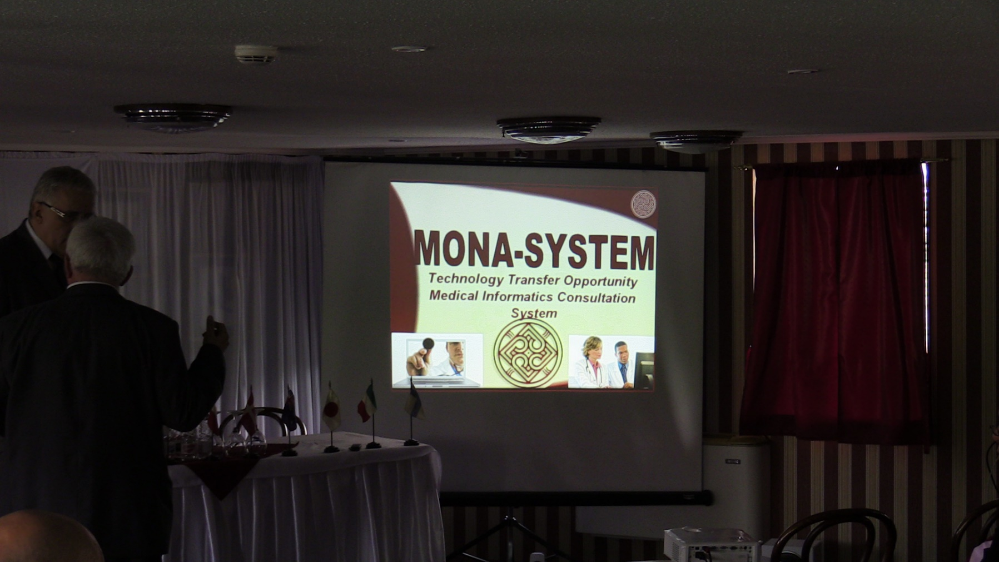 MONA-SYSTEM
Technology Transfer Opportunity
Medical Informatics Consultation
System